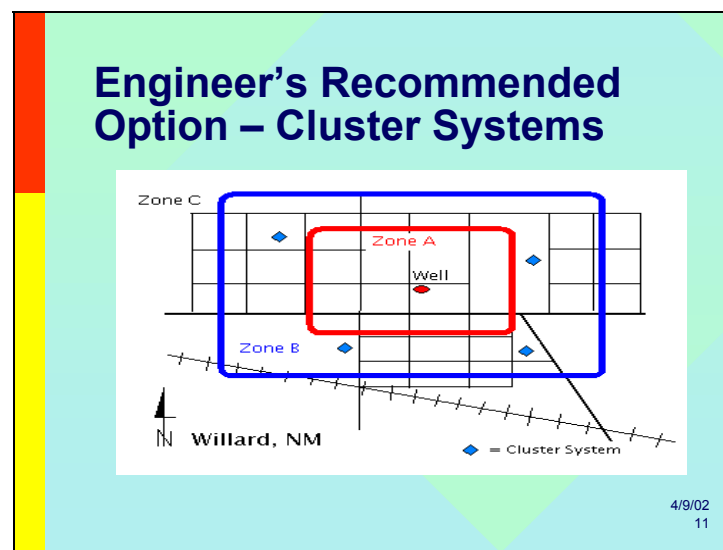 Engineer's Recommended
Option – Cluster Systems
Zone C
Zone A
Well
Zone B
N
Willard, NM
= Cluster System
4/9/02
11